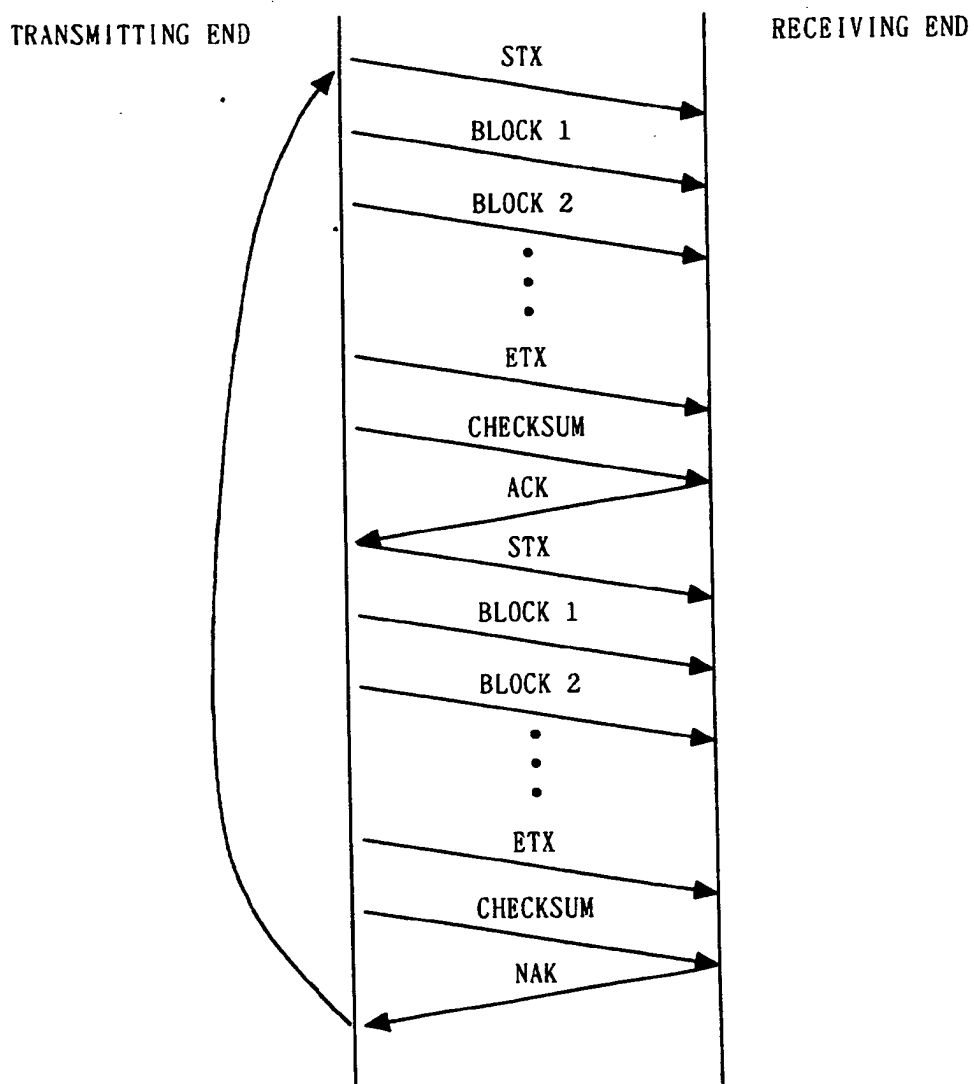 TRANSMITTING END
RECEIVING END
STX
BLOCK 1
BLOCK 2
ETX
CHECKSUM
ACK
STX
BLOCK 1
BLOCK 2
ETX
CHECKSUM
NAK